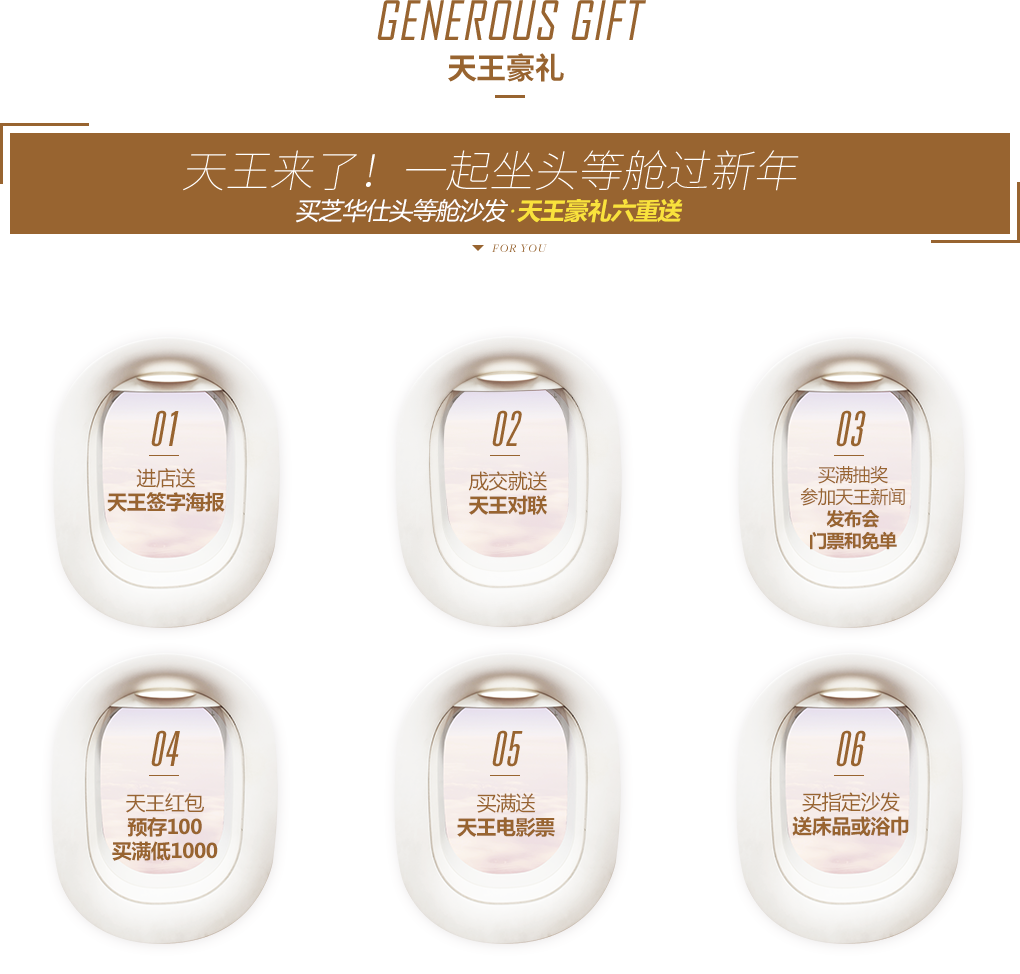 GENEROUS GIFT
天王豪礼
天王来了！一起坐头等舱过新年
买芝华仕头等舱沙发·天王豪礼六重送
FOR YOU
01
进店送
天王签字海报
02
成交就送
天王对联
03
买满抽奖
参加天王新闻
发布会
门票和免单
04
天王红包
预存100
买满低1000
05
买满送
天王电影票
06
买指定沙发
送床品或浴巾